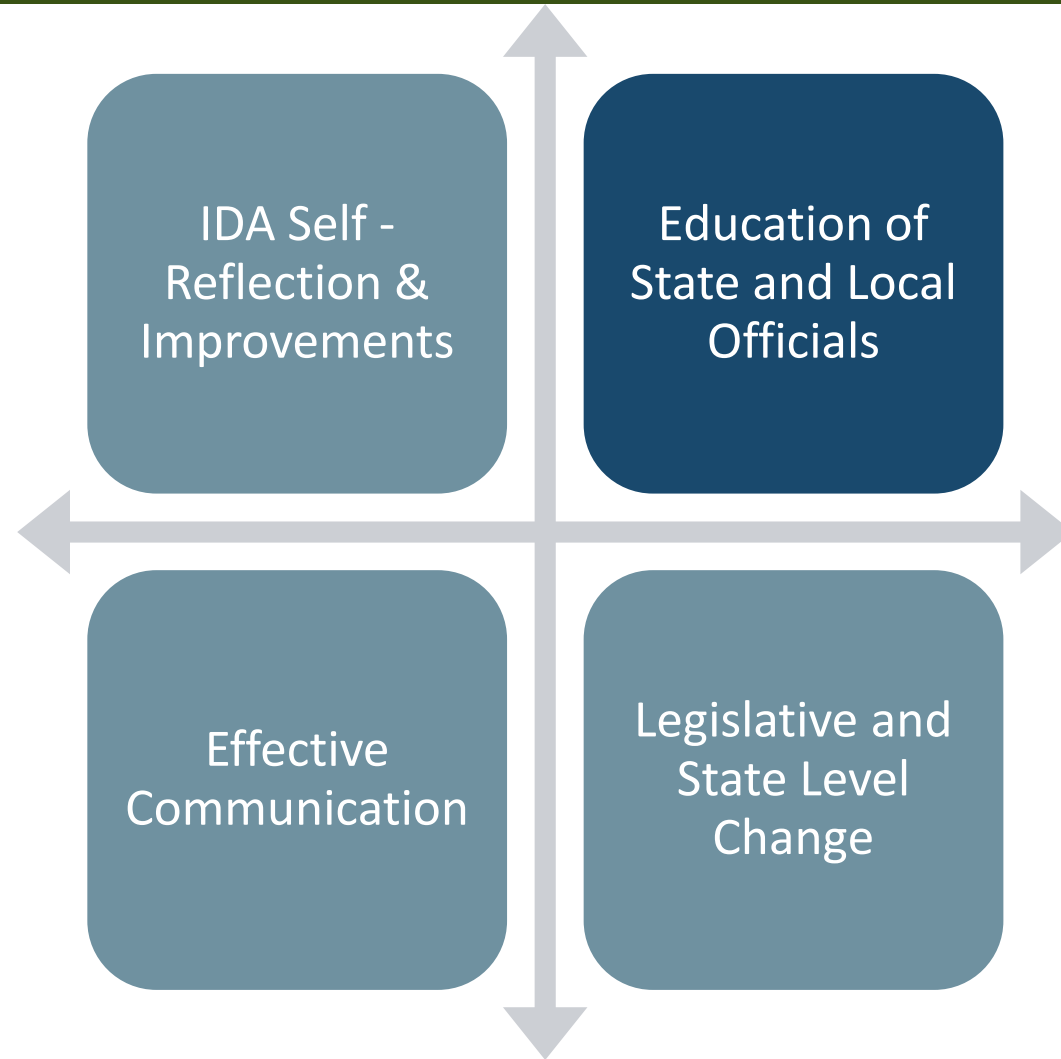 IDA Self -
Reflection &
Improvements
Education of
State and Local
Officials
Effective
Communication
Legislative and
State Level
Change